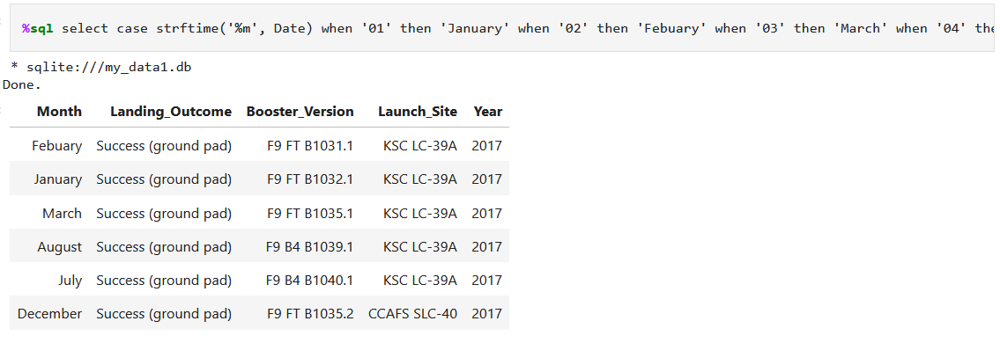 %sql select case strftime('%m', Date) when '01' then 'January' when '02' then 'Febuary' when '03' then 'March' when '04' the
* sqlite:///my_data1.db
Done.
Month Landing_Outcome Booster_Version Launch_Site Year
Febuary Success (ground pad) F9 FT B1031.1 KSC LC-39A 2017
January Success (ground pad) F9 FT B1032.1 KSC LC-39A 2017
March Success (ground pad) F9 FT B1035.1 KSC LC-39A 2017
August Success (ground pad) F9 B4 B1039.1 KSC LC-39A 2017
July Success (ground pad) F9 B4 B1040.1 KSC LC-39A 2017
December Success (ground pad) F9 FT B1035.2 CCAFS SLC-40 2017